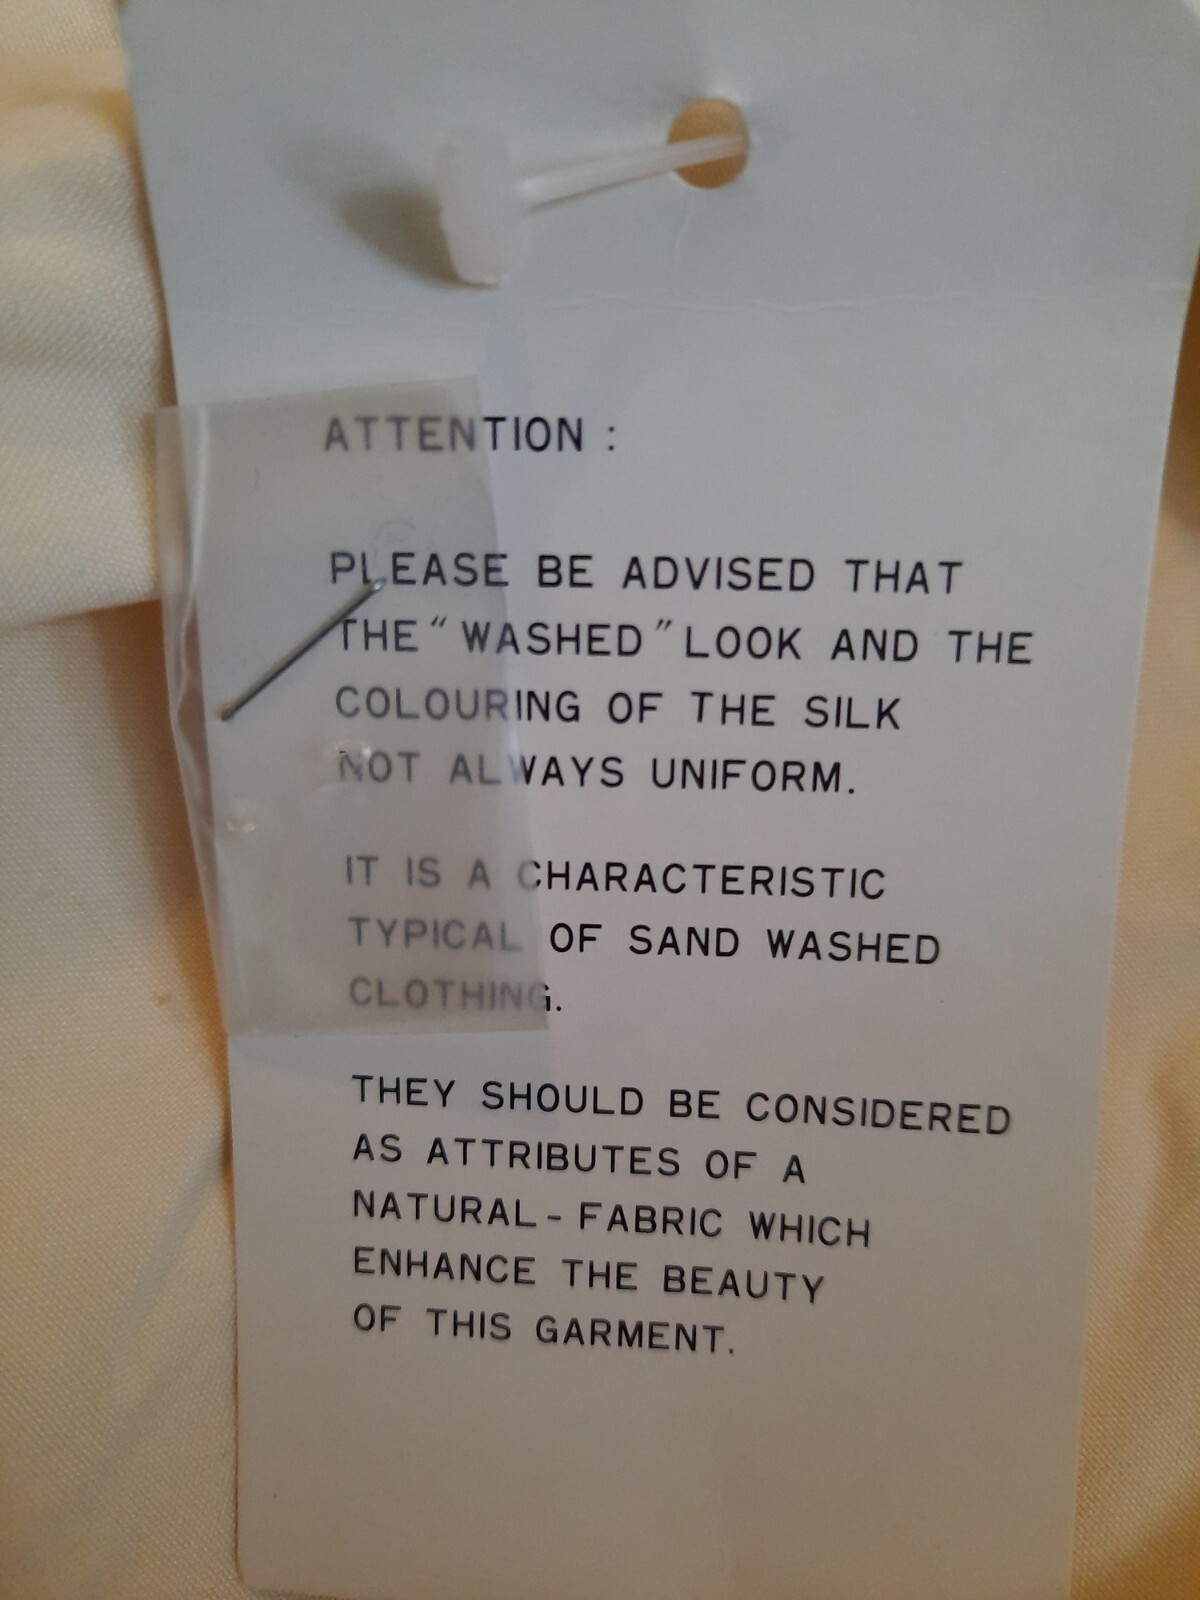 ATTENTION :
PLEASE BE ADVISED THAT
THE “WASHED” LOOK AND THE
COLOURING OF THE SILK
NOT ALWAYS UNIFORM.
IT IS A CHARACTERISTIC
TYPICAL OF SAND WASHED
CLOTHING.
THEY SHOULD BE CONSIDERED
AS ATTRIBUTES OF A
NATURAL - FABRIC WHICH
ENHANCE THE BEAUTY
OF THIS GARMENT.